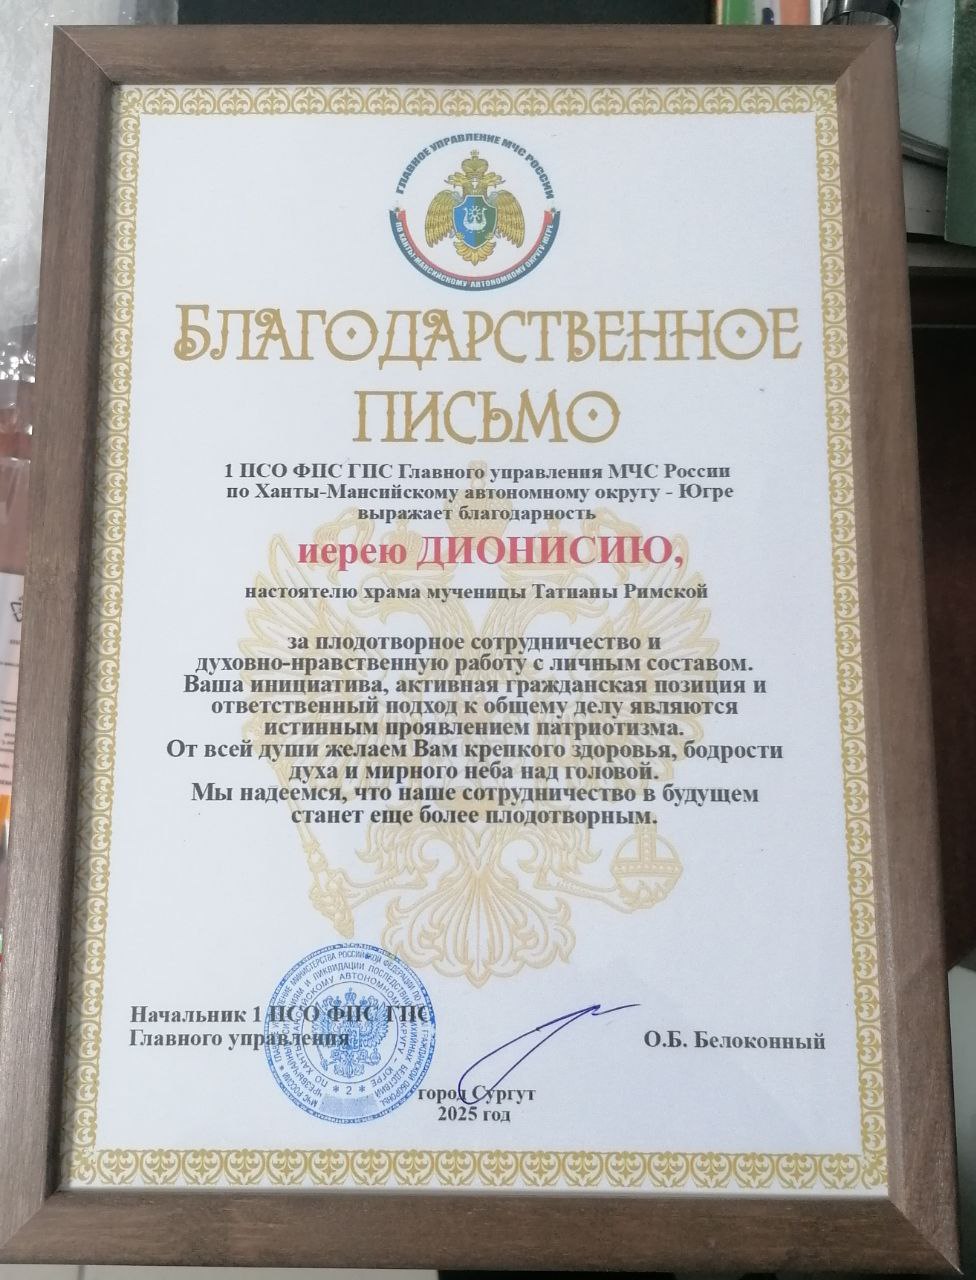 ГЛАВНОЕ УПРАВЛЕНИЕ МЧС РОССИИ
ПО ХАНТЫ-МАНСИЙСКОМУ АВТОНОМНОМУ ОКРУГУ-ЮГРЕ
БЛАГОДАРСТВЕННОЕ
ПИСЬМО
1 ПСО ФПС ГПС Главного управления МЧС России
по Ханты-Мансийскому автономному округу - Югре
выражает благодарность
иерею ДИОНИСИЮ,
настоятелю храма мученицы Татианы Римской
за плодотворное сотрудничество и
духовно-нравственную работу с личным составом.
Ваша инициатива, активная гражданская позиция и
ответственный подход к общему делу являются
истинным проявлением патриотизма.
От всей души желаем Вам крепкого здоровья, бодрости
духа и мирного неба над головой.
Мы надеемся, что наше сотрудничество в будущем
станет еще более плодотворным.
Начальник 1 ПСО ФПС ГПС
Главного управления
О.Б. Белоконный
город Сургут
2025 год